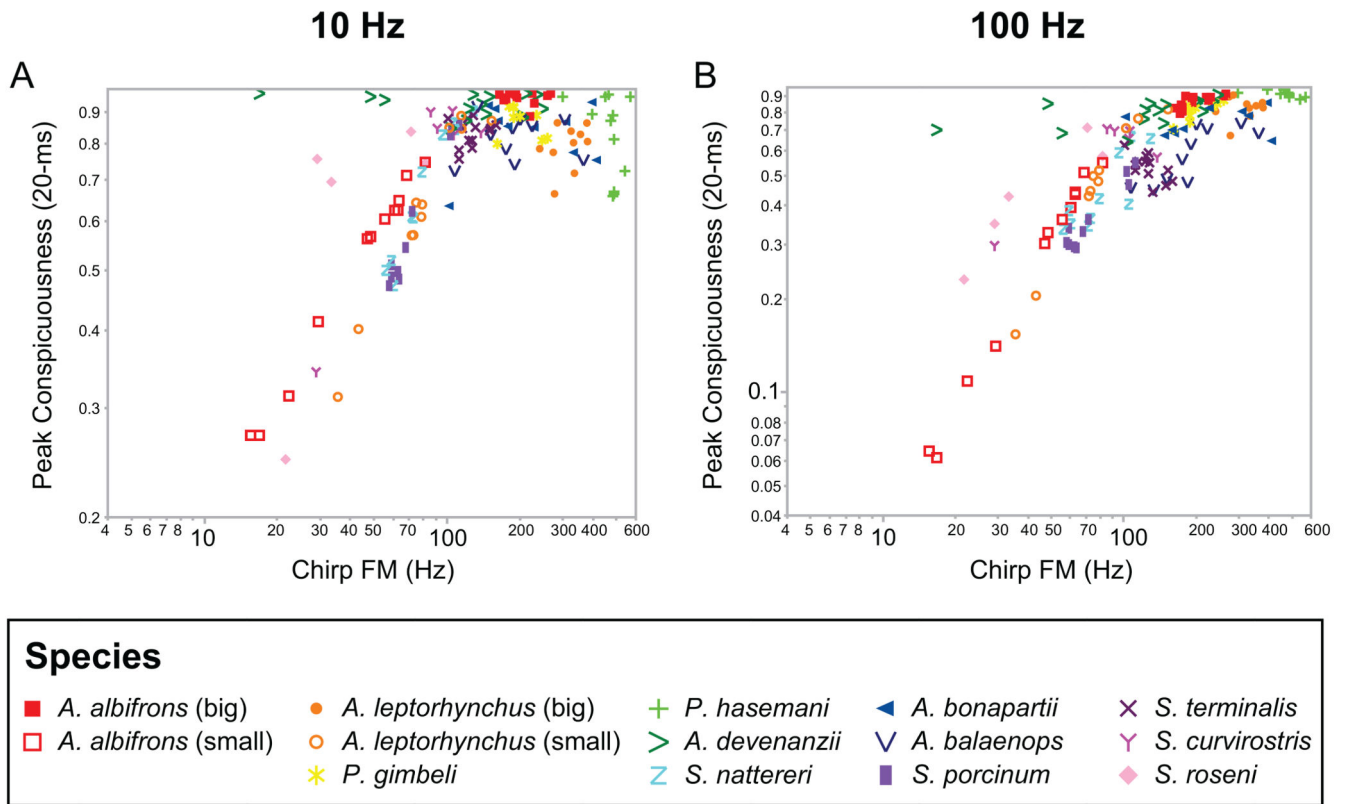 10 Hz
100 Hz
A
B
Peak Conspicuousness (20-ms)
0.9
0.8
0.7
0.6
0.5
0.4
0.3
0.2
4 5 6 7 8 10 20 30 40 50 70 100 200 300 400 600
Chirp FM (Hz)
Peak Conspicuousness (20-ms)
0.9
0.7
0.6
0.5
0.4
0.3
0.2
0.1
0.08
0.07
0.06
0.05
0.04
4 5 6 7 8 10 20 30 40 50 70 100 200 300 400 600
Chirp FM (Hz)
Species
A. albifrons (big)
A. leptorhynchus (big)
P. hasemani
A. bonapartii
S. terminalis
A. albifrons (small)
A. leptorhynchus (small)
A. devenanzii
A. balaenops
S. curvirostris
P. gimbeli
S. nattereri
S. porcinum
S. roseni